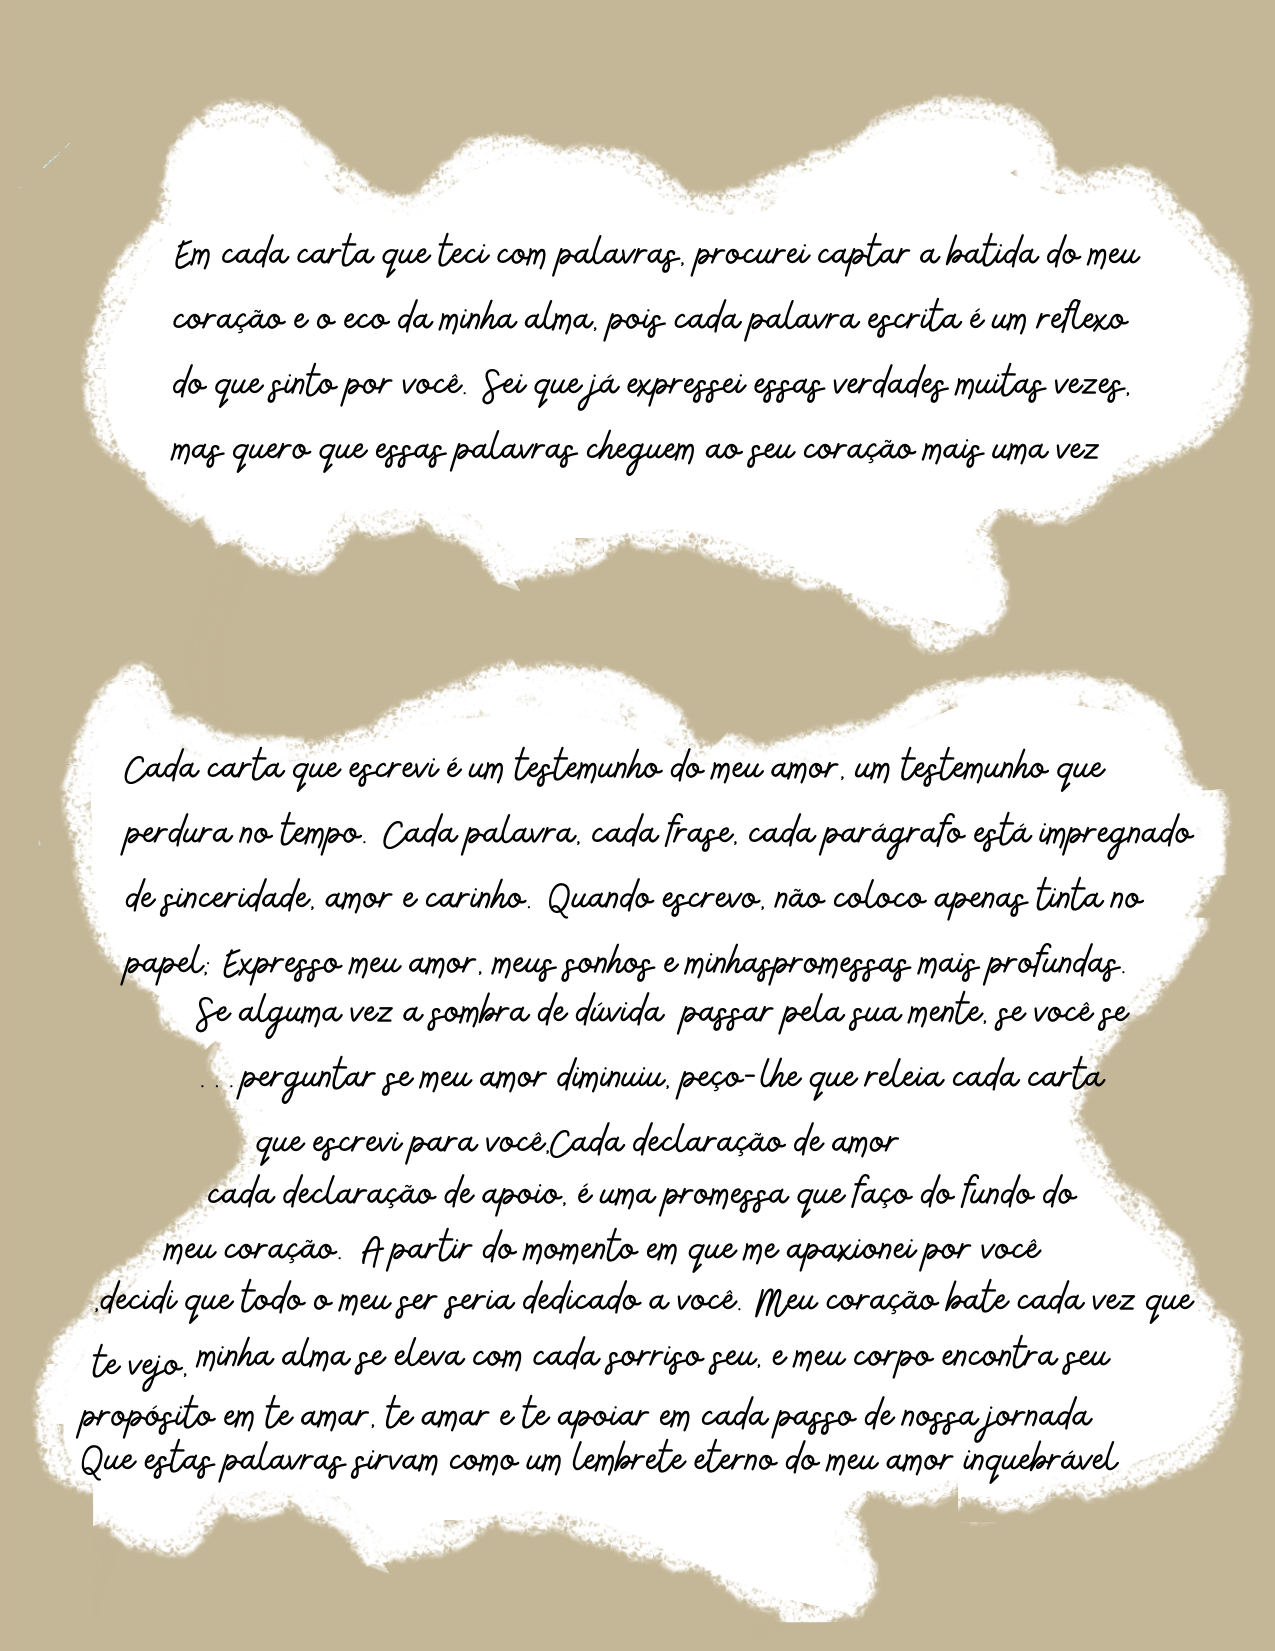 Em cada carta que teci com palavras, procurei captar a batida do meu
coração e o eco da minha alma, pois cada palavra escrita é um reflexo
do que sinto por você. Sei que já expressei essas verdades muitas vezes,
mas quero que essas palavras cheguem ao seu coração mais uma vez
Cada carta que escrevi é um testemunho do meu amor, um testemunho que
perdura no tempo. Cada palavra, cada frase, cada parágrafo está impregnado
de sinceridade, amor e carinho. Quando escrevo, não coloco apenas tinta no
papel; Expresso meu amor, meus sonhos e minhaspromessas mais profundas.
Se alguma vez a sombra de dúvida passar pela sua mente, se você se
...perguntar se meu amor diminuiu, peço-lhe que releia cada carta
que escrevi para você,Cada declaração de amor
cada declaração de apoio, é uma promessa que faço do fundo do
meu coração. A partir do momento em que me apaxionei por você
,decidi que todo o meu ser seria dedicado a você. Meu coração bate cada vez que
te vejo, minha alma se eleva com cada sorriso seu, e meu corpo encontra seu
propósito em te amar, te amar e te apoiar em cada passo de nossa jornada
Que estas palavras sirvam como um lembrete eterno do meu amor inquebrável